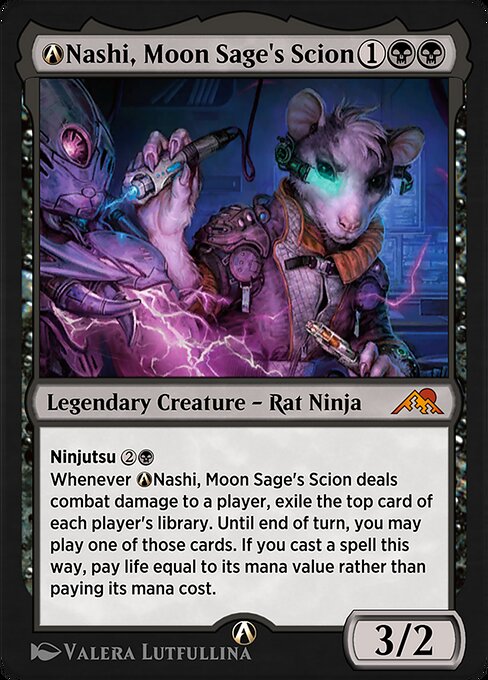 Nashi, Moon Sage's Scion 1
Legendary Creature – Rat Ninja
Ninjutsu 2
Whenever Nashi, Moon Sage's Scion deals
combat damage to a player, exile the top card of
each player's library. Until end of turn, you may
play one of those cards. If you cast a spell this
way, pay life equal to its mana value rather than
paying its mana cost.
3/2
Valera Lutfullina